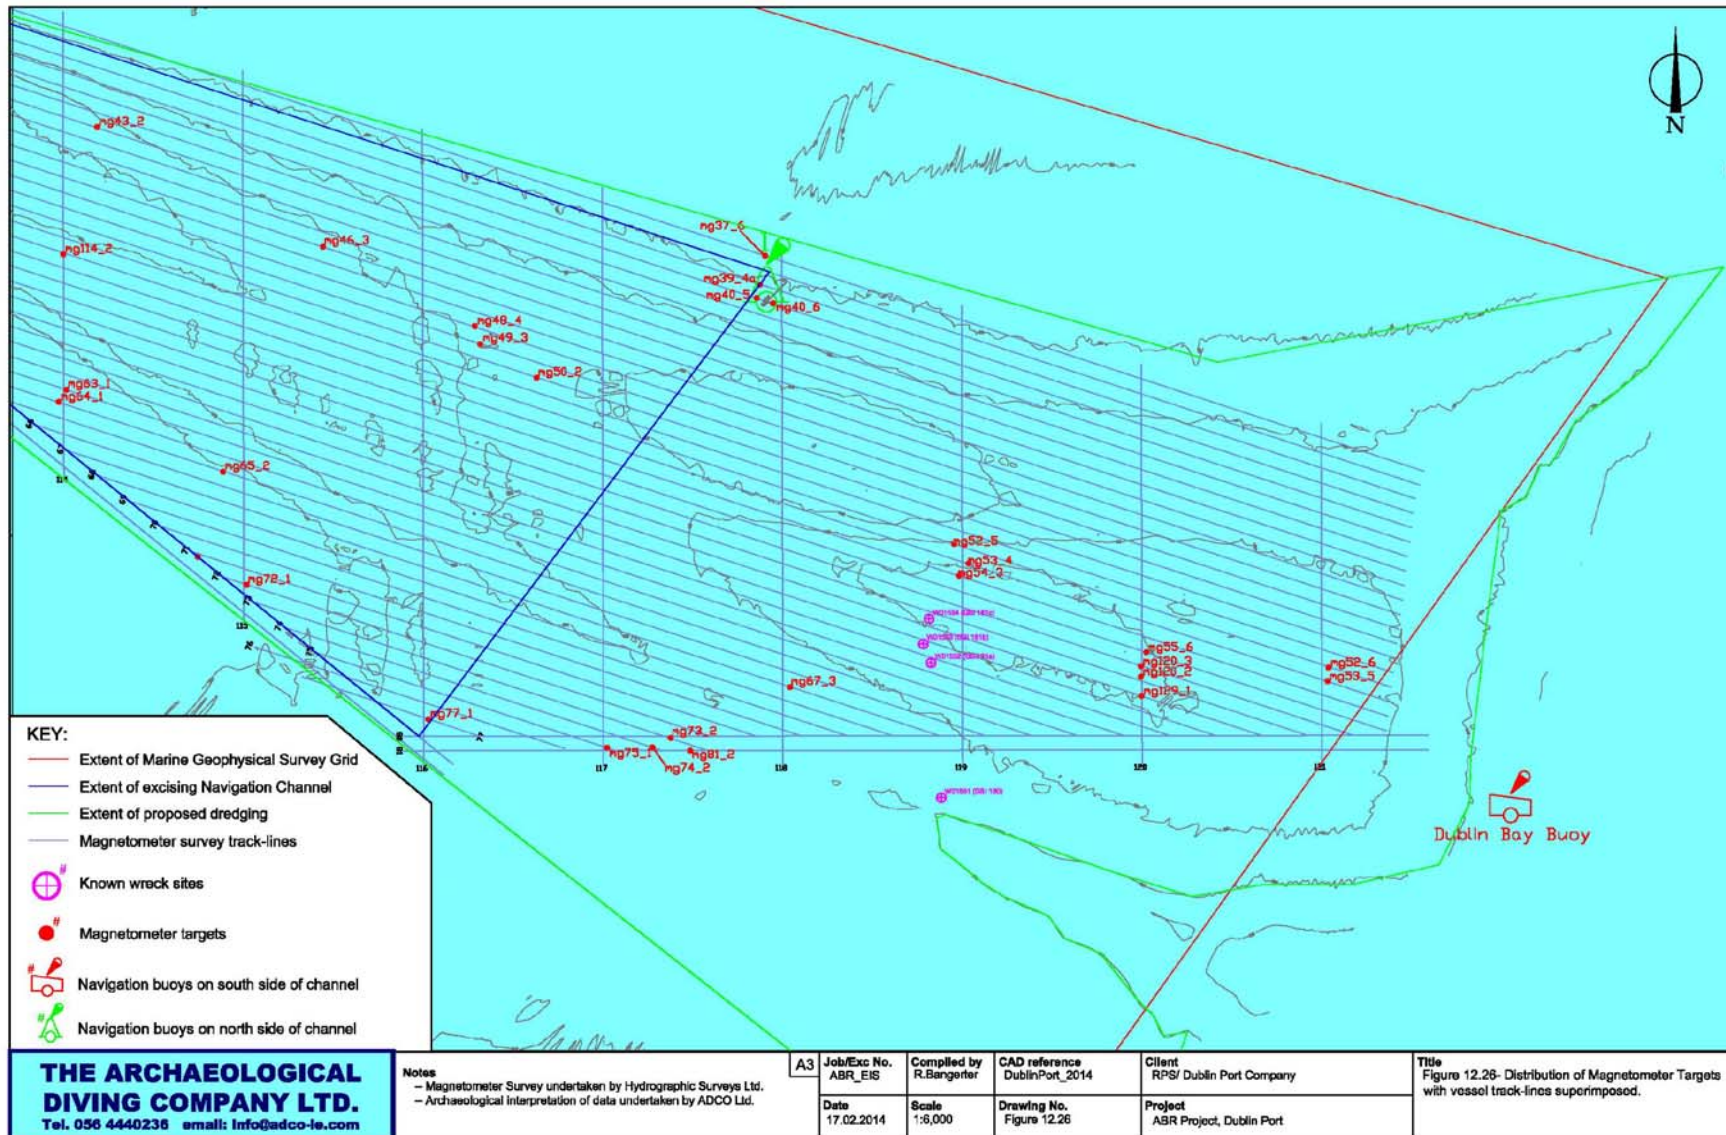 N
mg43_2
mg114_2
mg46_3
mg37_6
mg39_4a
mg40_5
mg40_6
mg48_4
mg49_3
mg50_2
mg63_1
mg64_1
mg65_2
mg72_1
mg52_5
mg53_4
mg54_3
mg55_6
mg120_3
mg120_2
mg129_1
mg52_6
mg53_5
mg67_3
mg77_1
mg73_2
mg75_1
mg74_2
mg81_2
116
117
118
119
120
121
77
Dublin Bay Buoy
KEY:
Extent of Marine Geophysical Survey Grid
Extent of excising Navigation Channel
Extent of proposed dredging
Magnetometer survey track-lines
# Known wreck sites
# Magnetometer targets
# Navigation buoys on south side of channel
# Navigation buoys on north side of channel
THE ARCHAEOLOGICAL
DIVING COMPANY LTD.
Tel. 056 4440236 email: info@adco-ie.com
Notes
– Magnetometer Survey undertaken by Hydrographic Surveys Ltd.
– Archaeological interpretation of data undertaken by ADCO Ltd.
A3
Job/Exc No.
ABR_EIS
Compiled by
R.Bangerter
CAD reference
DublinPort_2014
Client
RPS/ Dublin Port Company
Title
Figure 12.26- Distribution of Magnetometer Targets
with vessel track-lines superimposed.
Date
17.02.2014
Scale
1:6,000
Drawing No.
Figure 12.26
Project
ABR Project, Dublin Port